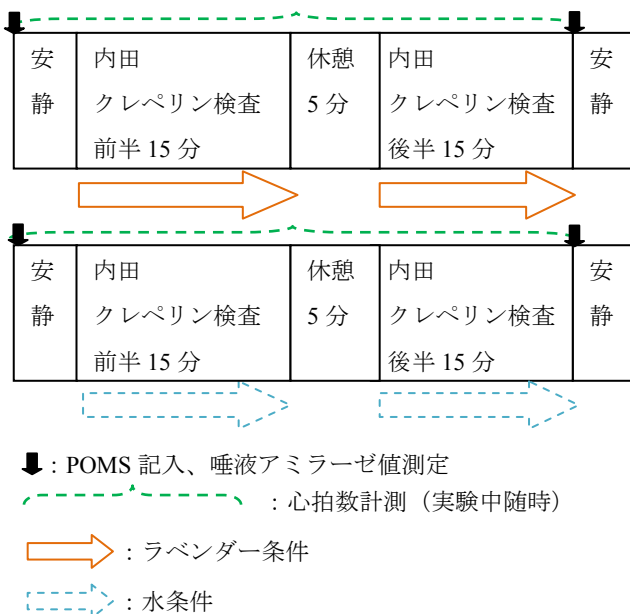 安静
内田
クレペリン検査
前半 15 分
休憩
5 分
内田
クレペリン検査
後半 15 分
安静
安静
内田
クレペリン検査
前半 15 分
休憩
5 分
内田
クレペリン検査
後半 15 分
安静
：POMS 記入、唾液アミラーゼ値測定
：心拍数計測（実験中随時）
：ラベンダー条件
：水条件